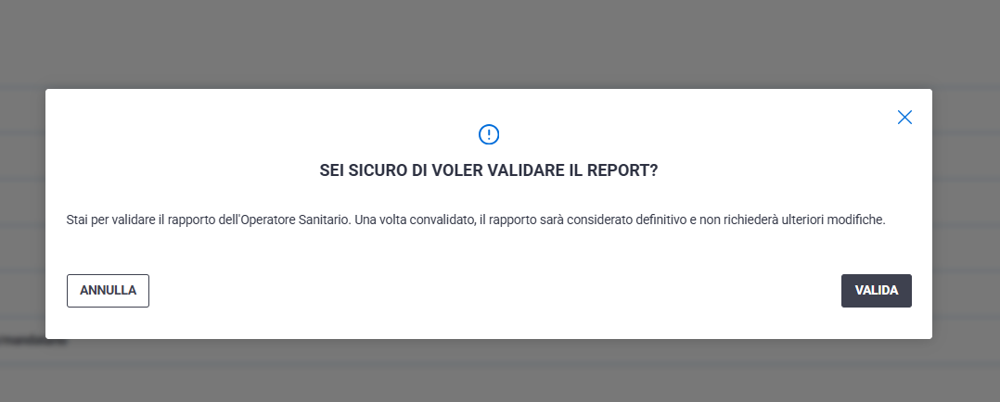 SEI SICURO DI VOLER VALIDARE IL REPORT?
Stai per validare il rapporto dell'Operatore Sanitario. Una volta convalidato, il rapporto sarà considerato definitivo e non richiederà ulteriori modifiche.
ANNULLA
VALIDA